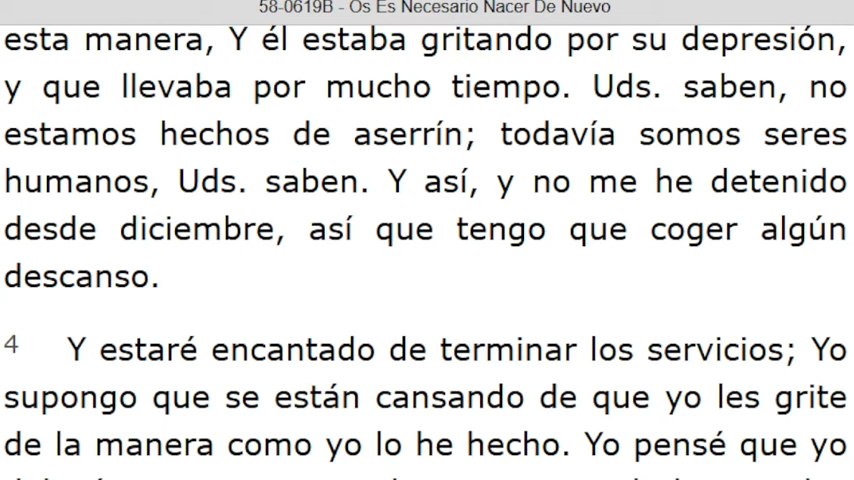 58-0619B - Os Es Necesario Nacer De Nuevo
esta manera, Y él estaba gritando por su depresión,
y que llevaba por mucho tiempo. Uds. saben, no
estamos hechos de aserrín; todavía somos seres
humanos, Uds. saben. Y así, y no me he detenido
desde diciembre, así que tengo que coger algún
descanso.
4 Y estaré encantado de terminar los servicios; Yo
supongo que se están cansando de que yo les grite
de la manera como yo lo he hecho. Yo pensé que yo